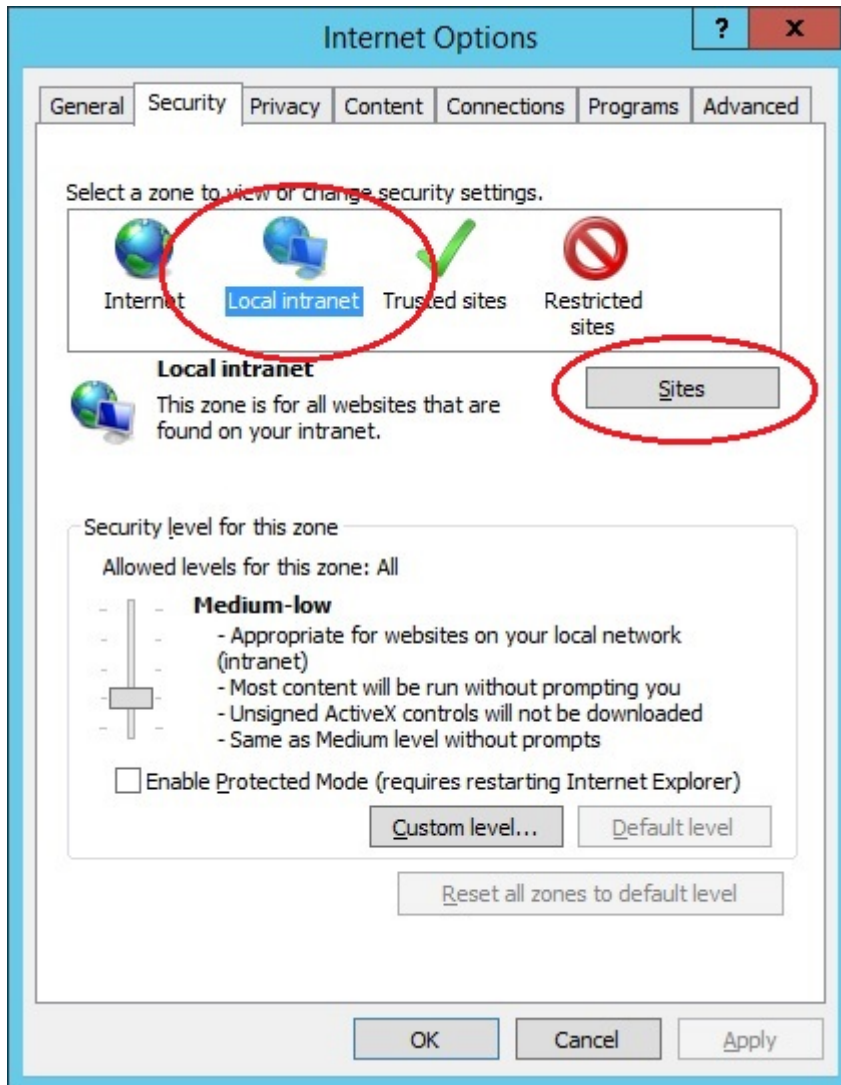 Internet Options
? x
General Security Privacy Content Connections Programs Advanced
Select a zone to view or change security settings.
Internet Local intranet Trusted sites Restricted
sites
Local intranet
Sites
This zone is for all websites that are
found on your intranet.
Security level for this zone
Allowed levels for this zone: All
Medium-low
- Appropriate for websites on your local network
(intranet)
- Most content will be run without prompting you
- Unsigned ActiveX controls will not be downloaded
- Same as Medium level without prompts
Enable Protected Mode (requires restarting Internet Explorer)
Custom level... Default level
Reset all zones to default level
OK Cancel Apply